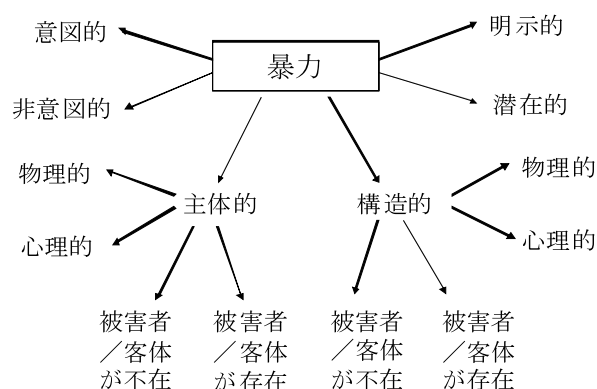 意図的
明示的
暴力
非意図的
潜在的
物理的
物理的
主体的
構造的
心理的
心理的
被害者
／客体
が不在
被害者
／客体
が存在
被害者
／客体
が不在
被害者
／客体
が存在